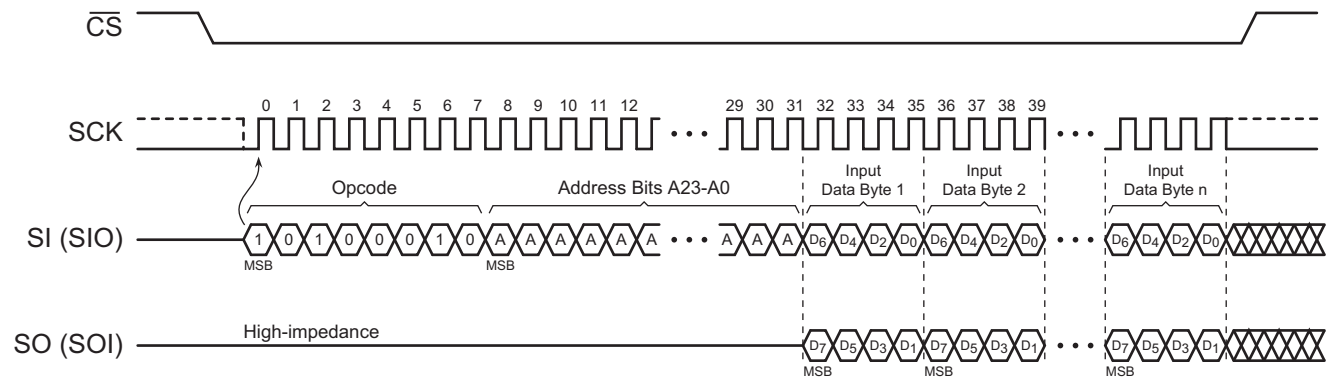 CS
0 1 2 3 4 5 6 7 8 9 10 11 12 29 30 31 32 33 34 35 36 37 38 39
SCK • • • • • •
Opcode Address Bits A23-A0 Input Data Byte 1 Input Data Byte 2 Input Data Byte n
SI (SIO) 1 0 1 0 0 0 1 0 A A A A A A • • • A A A D6 D4 D2 D0 D6 D4 D2 D0 • • • D6 D4 D2 D0
MSB MSB
High-impedance
SO (SOI) D7 D5 D3 D1 D7 D5 D3 D1 • • • D7 D5 D3 D1
MSB MSB MSB